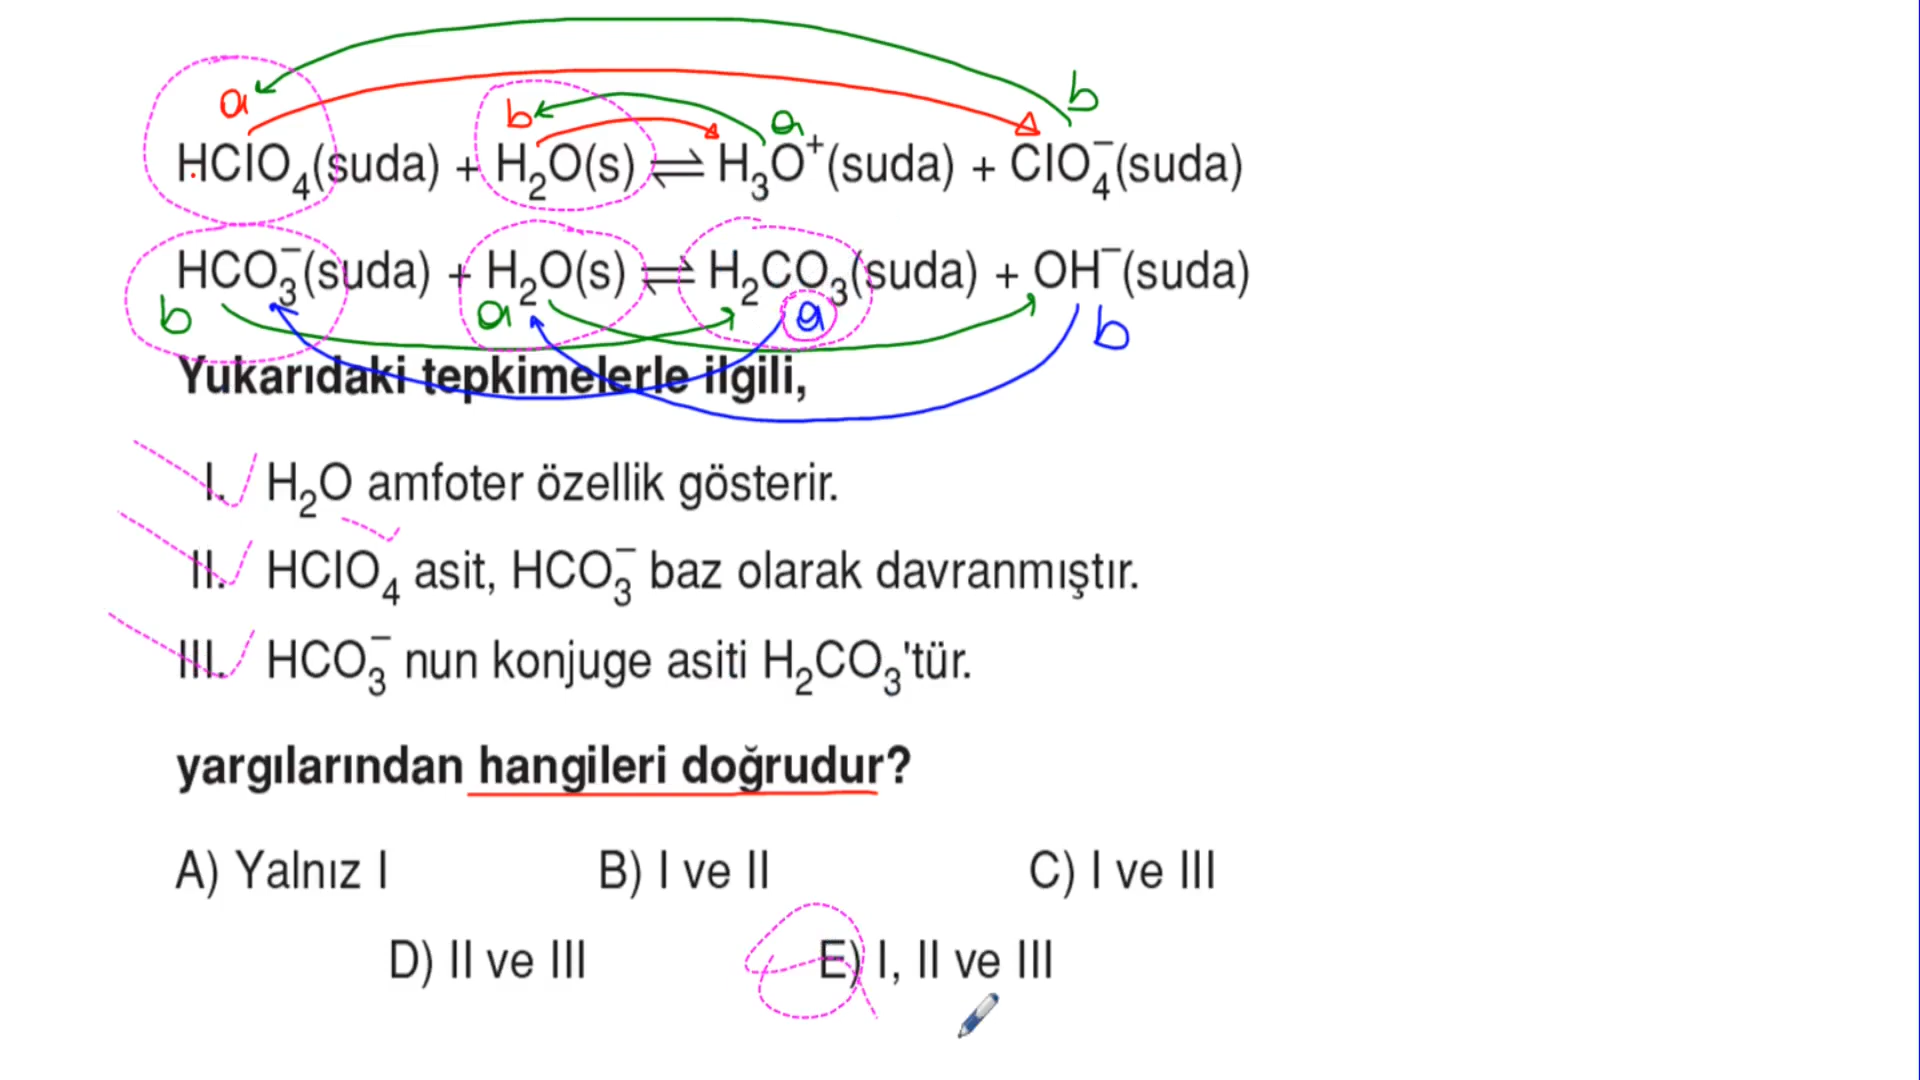 a b a b
HClO₄(suda) + H₂O(s) ⇌ H₃O⁺(suda) + ClO₄⁻(suda)
HCO₃⁻(suda) + H₂O(s) ⇌ H₂CO₃(suda) + OH⁻(suda)
b a a b
Yukarıdaki tepkimelerle ilgili,
I. H₂O amfoter özellik gösterir.
II. HClO₄ asit, HCO₃⁻ baz olarak davranmıştır.
III. HCO₃⁻ nun konjuge asiti H₂CO₃'tür.
yargılarından hangileri doğrudur?
A) Yalnız I B) I ve II C) I ve III
D) II ve III E) I, II ve III